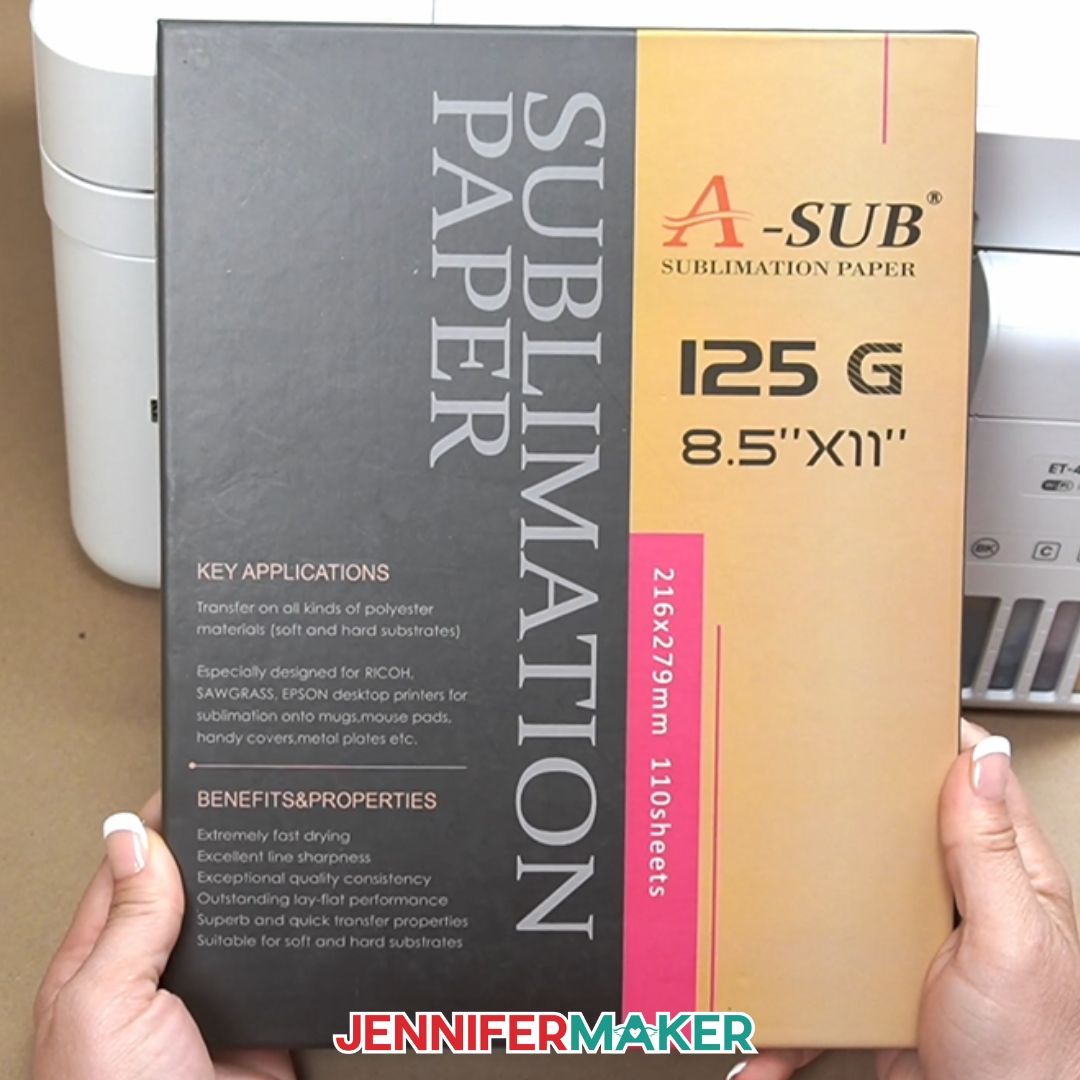 SUBLIMATION
PAPER
A-SUB®
SUBLIMATION PAPER
125 G
8.5"X11"
216x279mm 110sheets
KEY APPLICATIONS
Transfer on all kinds of polyester
materials (soft and hard substrates)
Especially designed for RICOH,
SAWGRASS, EPSON desktop printers for
sublimation onto mugs,mouse pads,
handy covers,metal plates etc.
BENEFITS&PROPERTIES
Extremely fast drying
Excellent line sharpness
Exceptional quality consistency
Outstanding lay-flat performance
Superb and quick transfer properties
Suitable for soft and hard substrates
ET-4
BK
C
JENNIFERMAKER